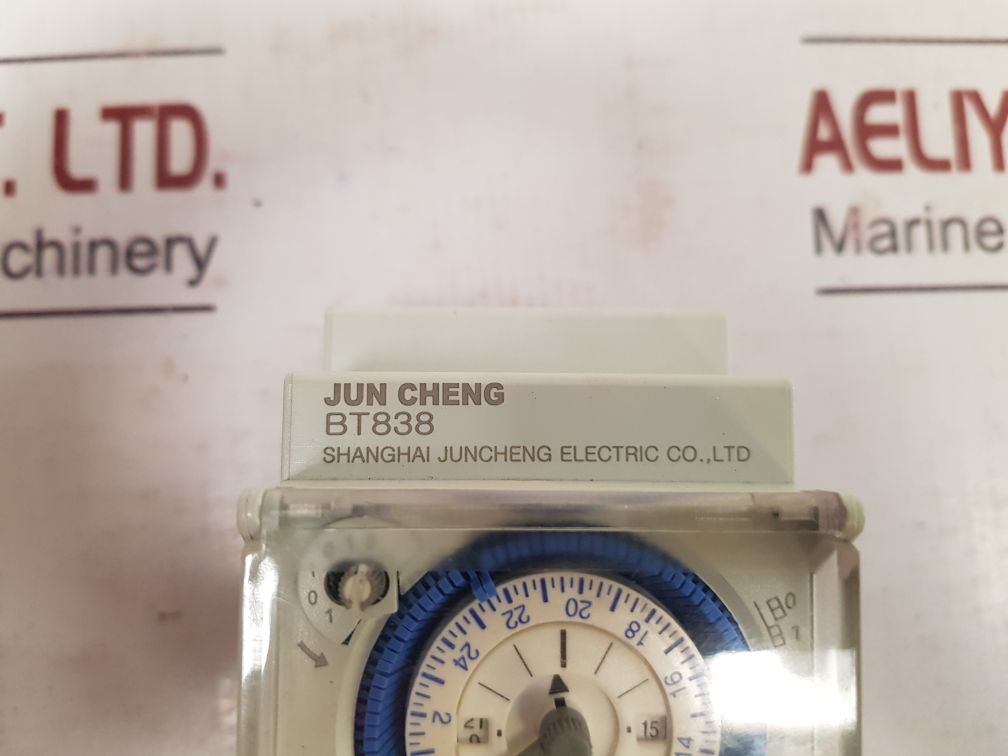 LTD. AELIY
chinery Marine
JUN CHENG
BT838
SHANGHAI JUNCHENG ELECTRIC CO.,LTD
0
1
0
1
24 22 20 18 16 14
2
15